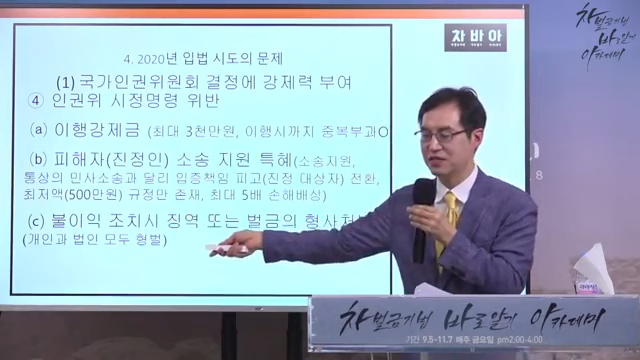 차바아
4. 2020년 입법 시도의 문제
(1) 국가인권위원회 결정에 강제력 부여
④ 인권위 시정명령 위반
(a) 이행강제금 (최대 3천만원, 이행시까지 중복부과O
(b) 피해자(진정인) 소송 지원 특혜(소송지원,
통상의 민사소송과 달리 입증책임 피고(진정 대상자) 전환,
최저액(500만원) 규정만 존재, 최대 5배 손해배상)
(c) 불이익 조치시 징역 또는 벌금의 형사처벌
(개인과 법인 모두 형벌)
차별금지법
바로알기
아카데미
8
차별금지법 바로알기 아카데미
기간 9.5-11.7 매주 금요일 pm2:00-4:00